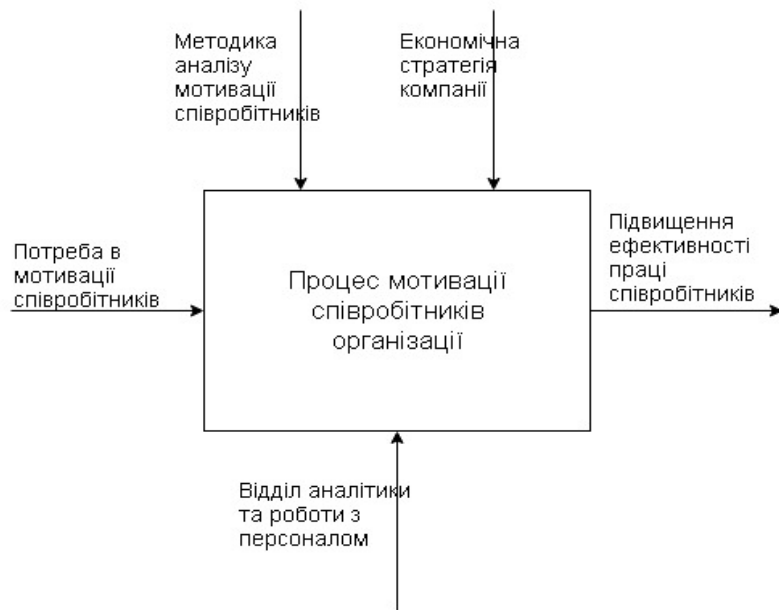 Методика
аналізу
мотивації
співробітників
Економічна
стратегія
компанії
Потреба в
мотивації
співробітників
Процес мотивації
співробітників
організації
Підвищення
ефективності
праці
співробітників
Відділ аналітики
та роботи з
персоналом